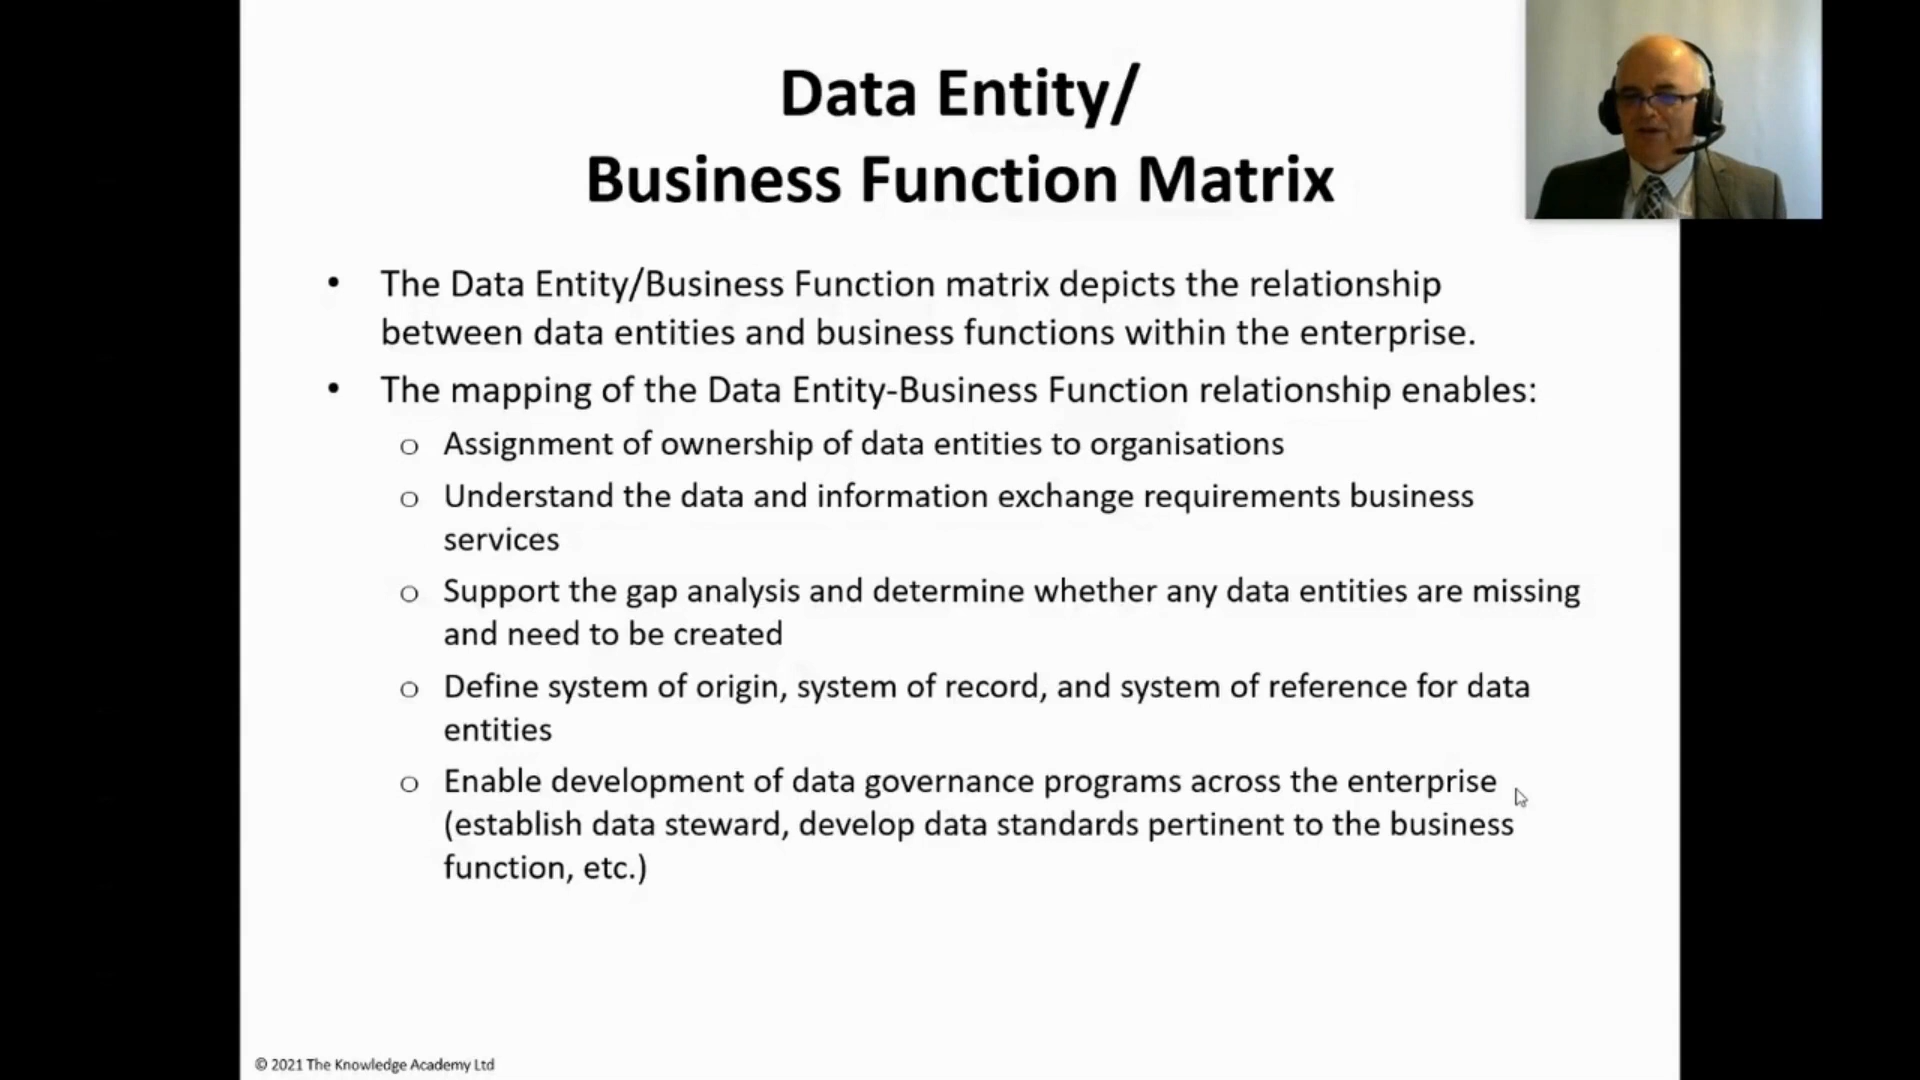 Data Entity/
Business Function Matrix
• The Data Entity/Business Function matrix depicts the relationship
between data entities and business functions within the enterprise.
• The mapping of the Data Entity-Business Function relationship enables:
o Assignment of ownership of data entities to organisations
o Understand the data and information exchange requirements business
services
o Support the gap analysis and determine whether any data entities are missing
and need to be created
o Define system of origin, system of record, and system of reference for data
entities
o Enable development of data governance programs across the enterprise
(establish data steward, develop data standards pertinent to the business
function, etc.)
© 2021 The Knowledge Academy Ltd